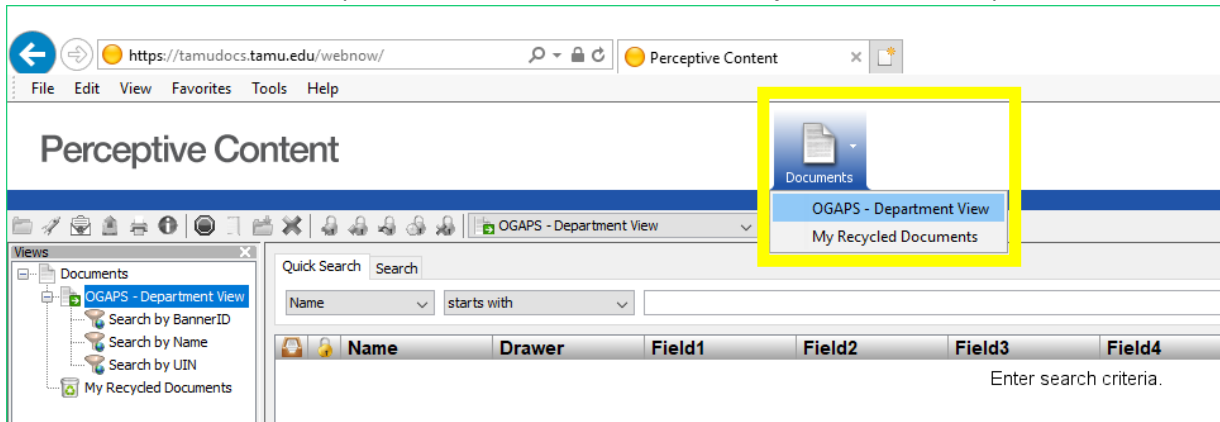 https://tamudocs.tamu.edu/webnow/
Perceptive Content
File Edit View Favorites Tools Help
Perceptive Content
Documents
OGAPS - Department View
My Recycled Documents
OGAPS - Department View
Views
Documents
OGAPS - Department View
Search by BannerID
Search by Name
Search by UIN
My Recycled Documents
Quick Search Search
Name starts with
Name Drawer Field1 Field2 Field3 Field4
Enter search criteria.